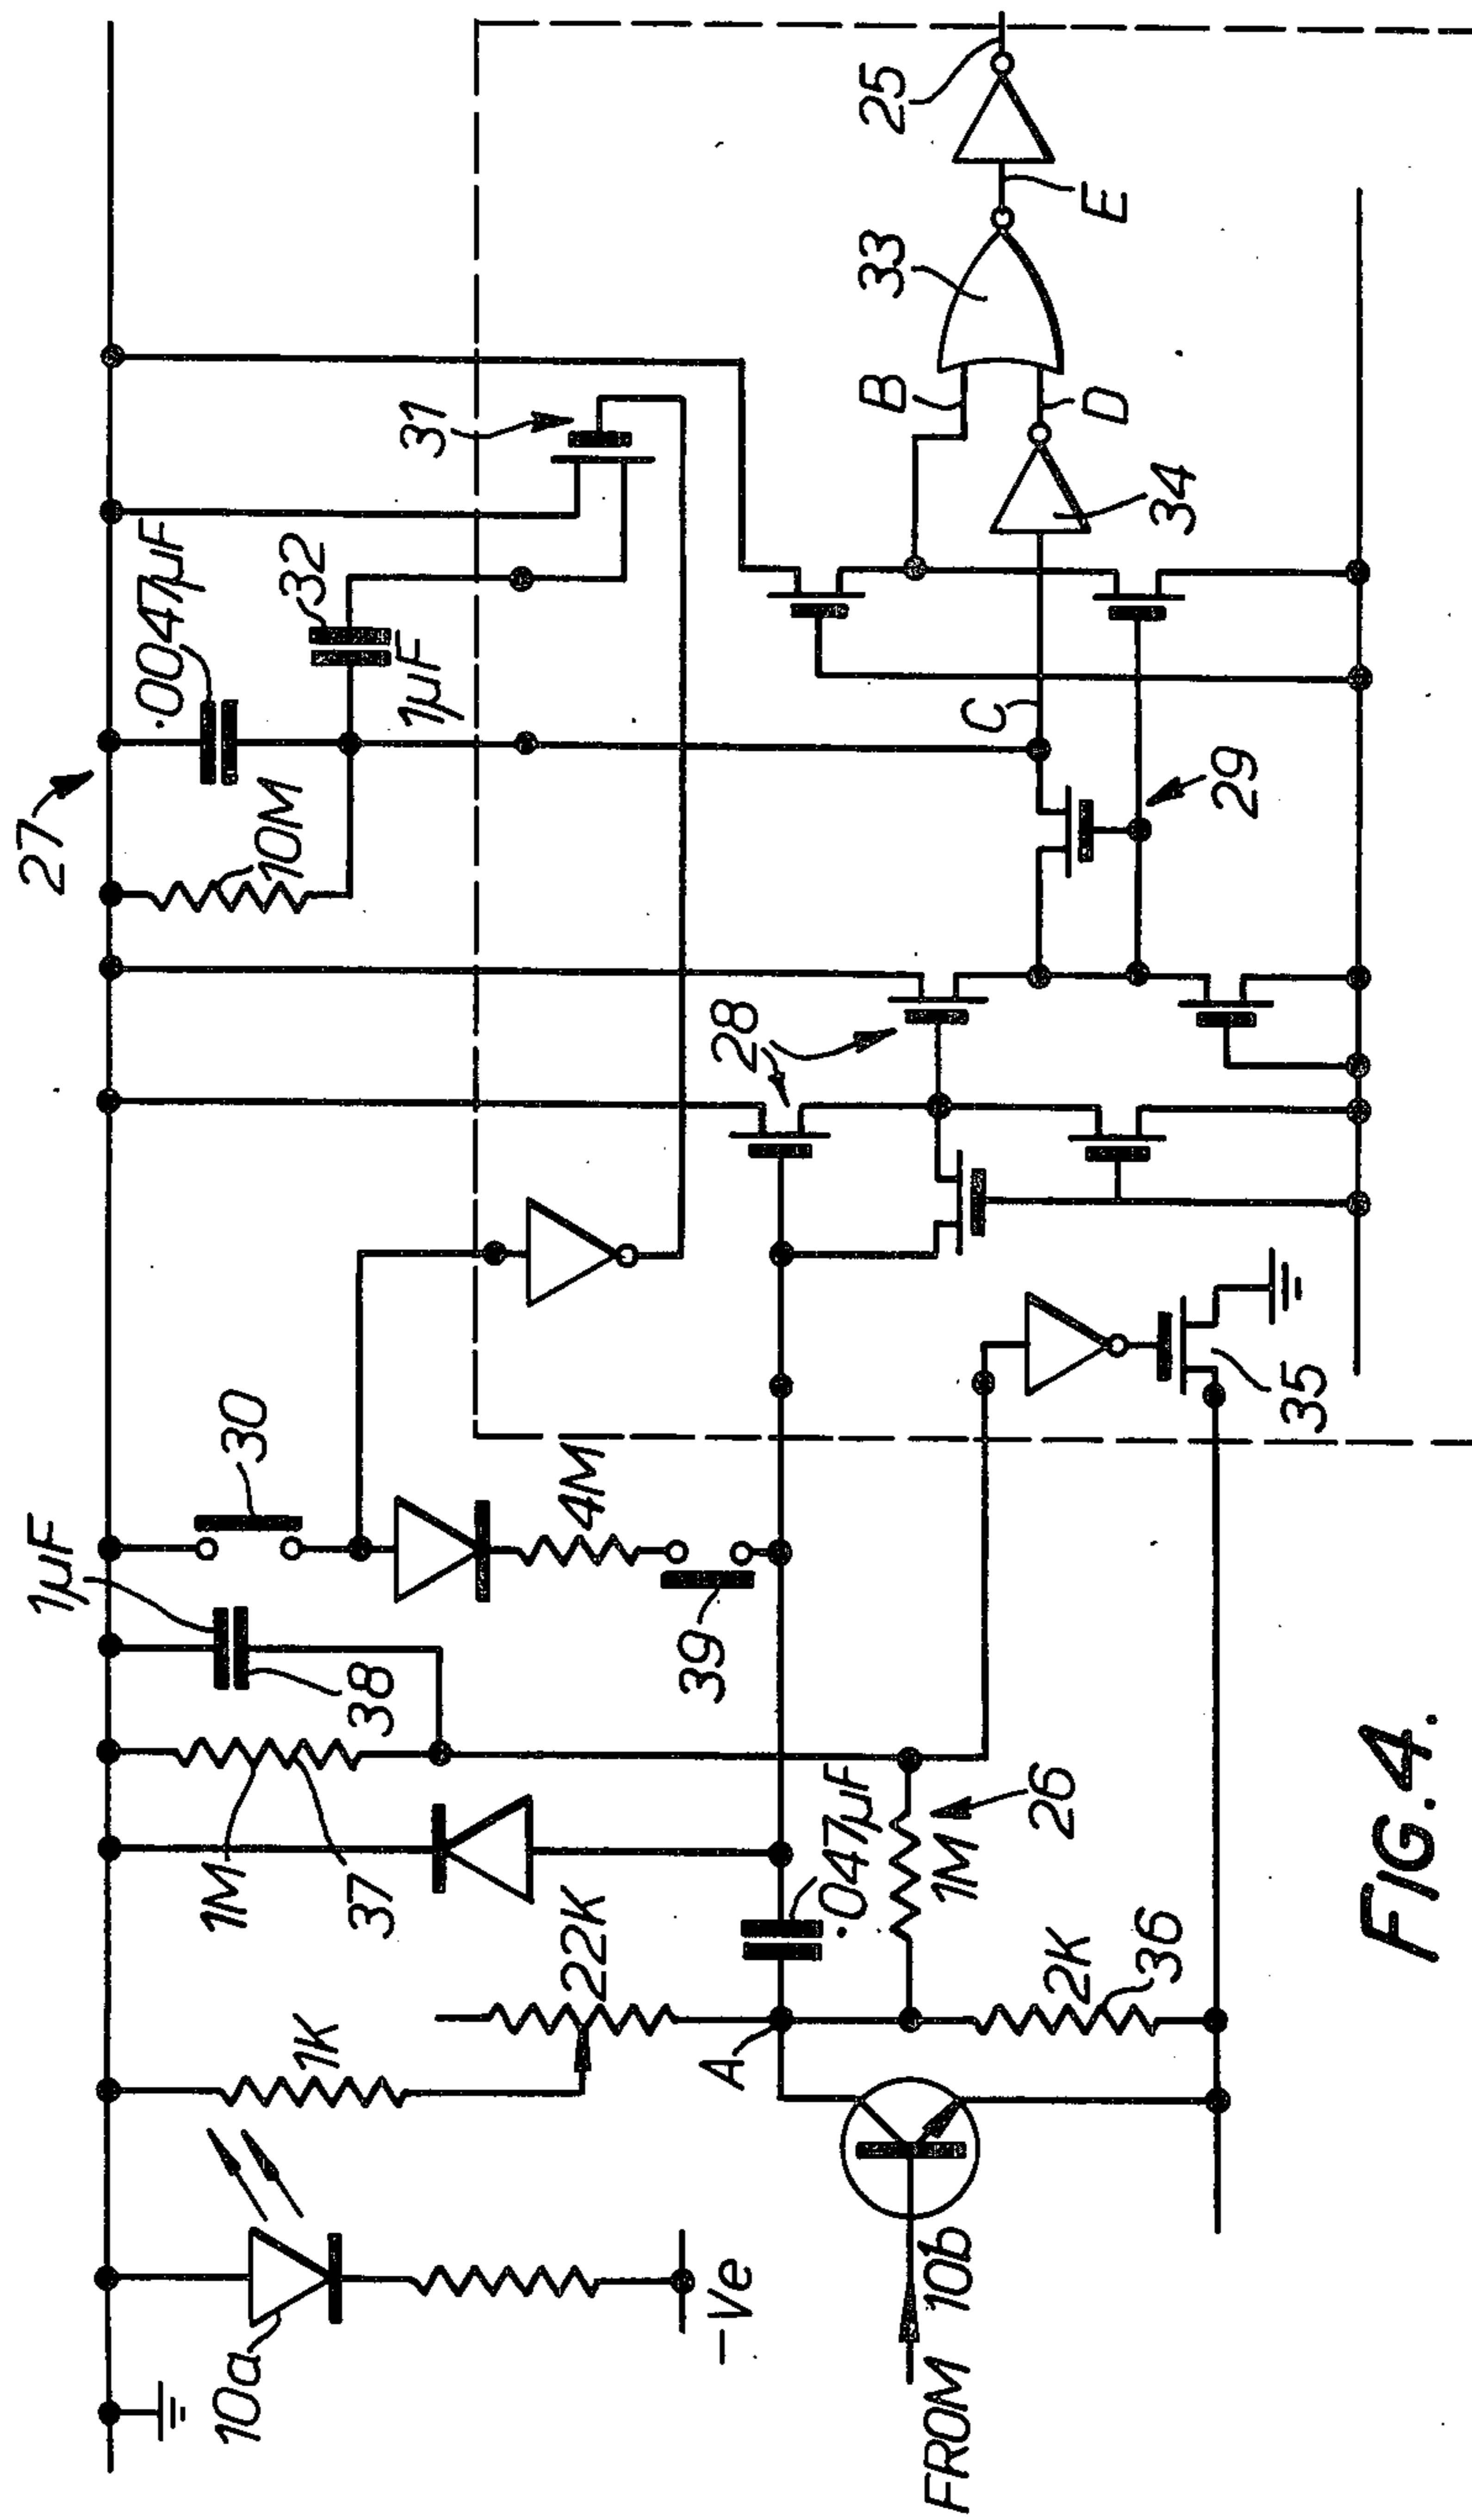 27
1µF
30
.0047µF
10M
32
31
1µF
10a
1K
1M
37
38
4M
39
28
22K
-Ve
A
.047µF
1M
26
FROM 10b
2K
36
35
29
C
34
B
D
33
25
E
FIG.4.